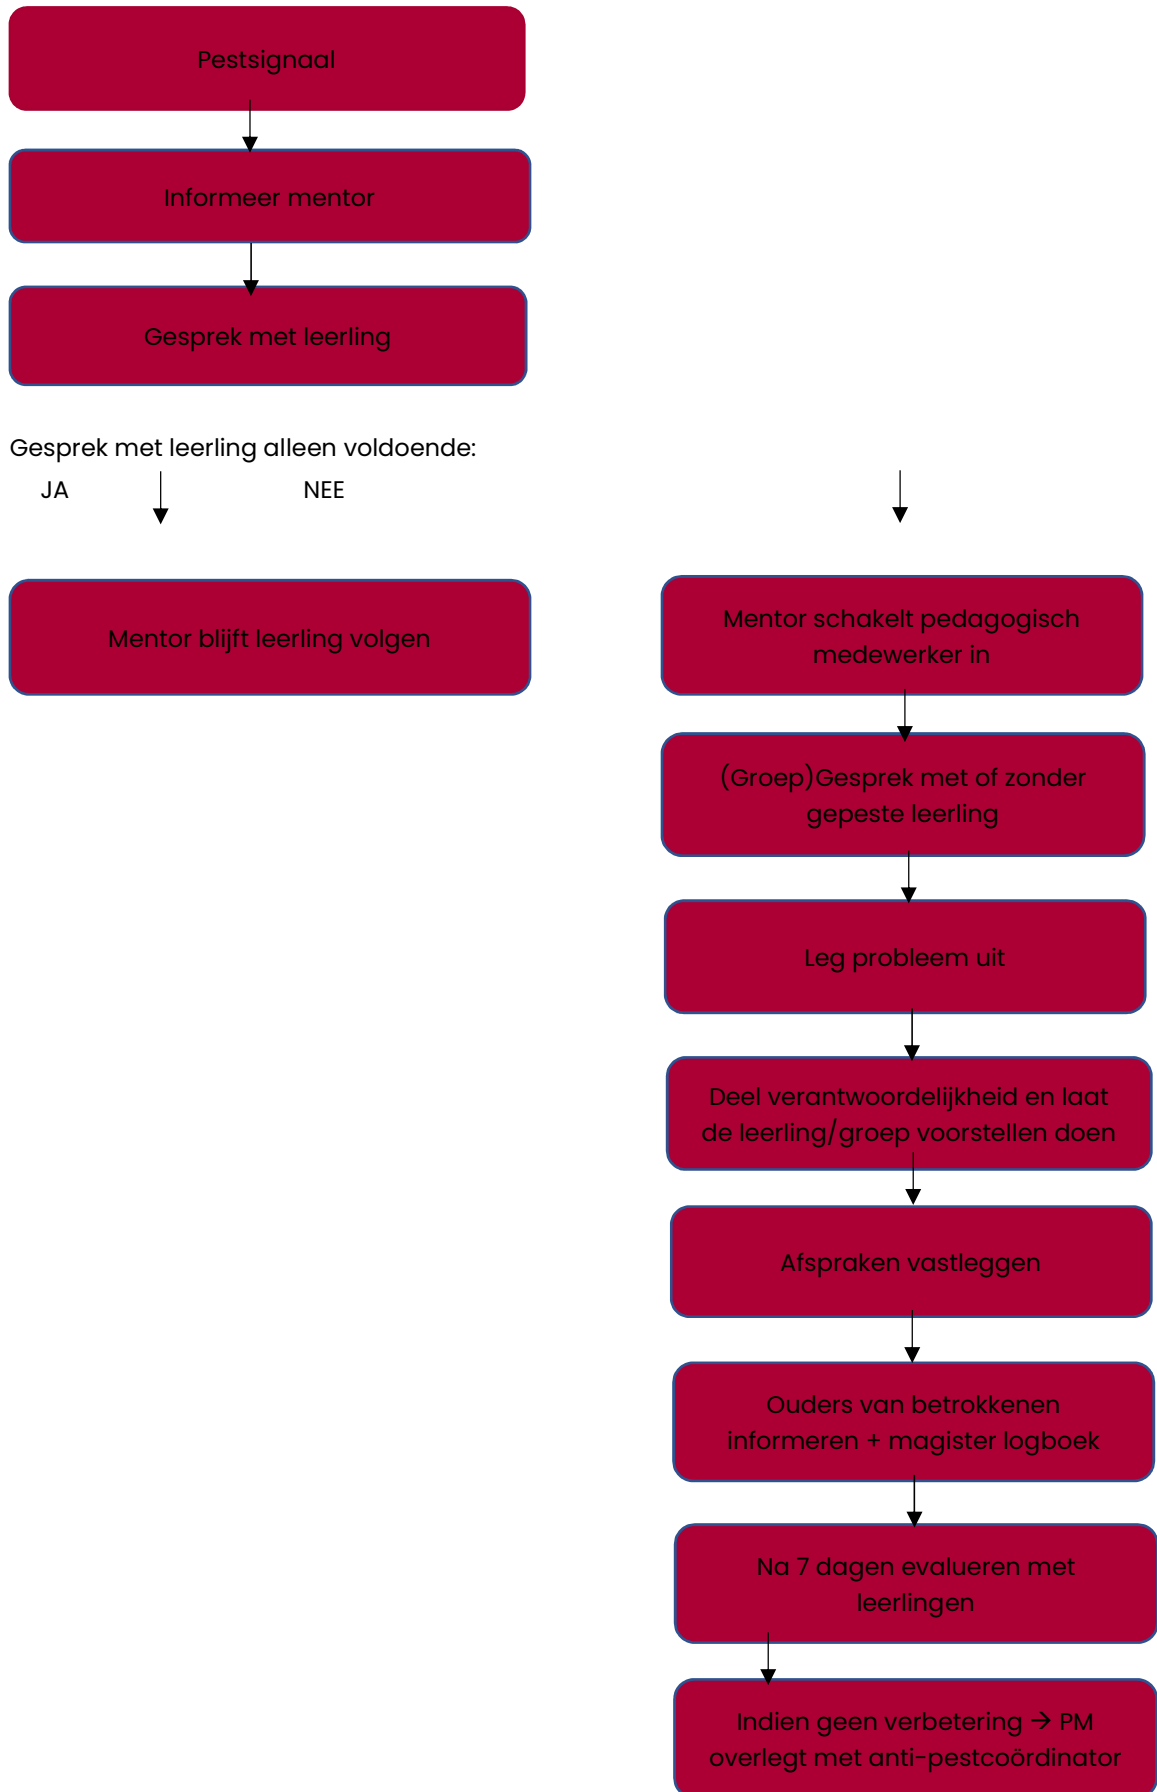 Pestsignaal
Informeer mentor
Gesprek met leerling
Gesprek met leerling alleen voldoende:
JA NEE
Mentor blijft leerling volgen
Mentor schakelt pedagogisch
medewerker in
(Groep)Gesprek met of zonder
gepeste leerling
Leg probleem uit
Deel verantwoordelijkheid en laat
de leerling/groep voorstellen doen
Afspraken vastleggen
Ouders van betrokkenen
informeren + magister logboek
Na 7 dagen evalueren met
leerlingen
Indien geen verbetering → PM
overlegt met anti-pestcoördinator